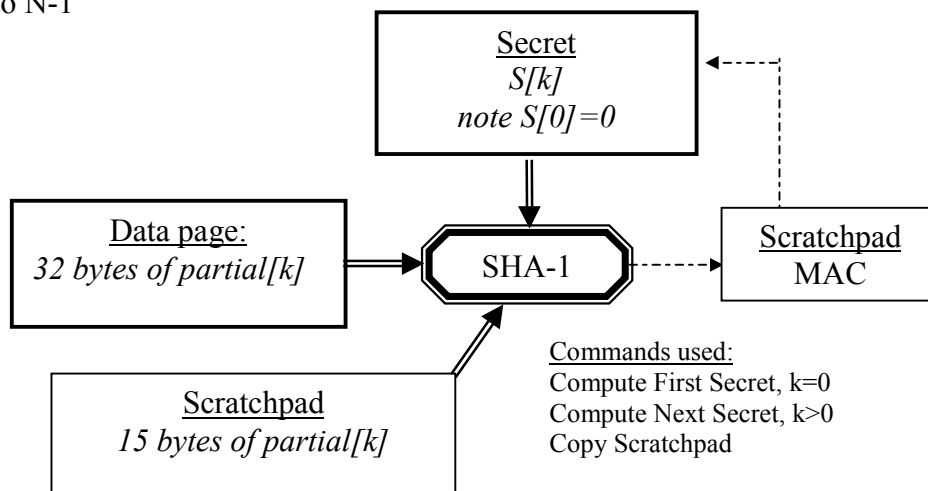 to N-1
Secret
S[k]
note S[0]=0
Data page:
32 bytes of partial[k]
SHA-1
Scratchpad
MAC
Scratchpad
15 bytes of partial[k]
Commands used:
Compute First Secret, k=0
Compute Next Secret, k>0
Copy Scratchpad